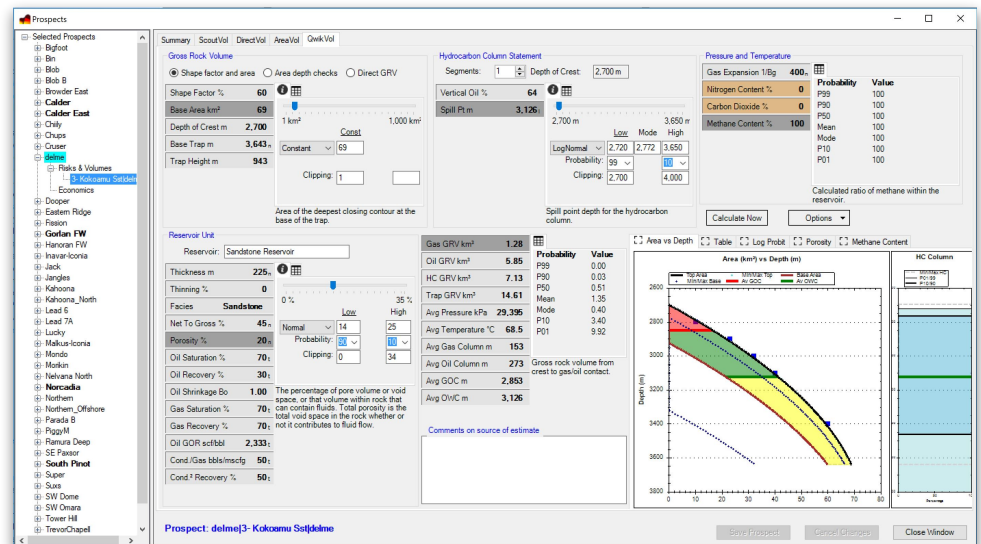 Prospects
Selected Prospects
Bigfoot
Bin
Blob
Blob B
Browder East
Calder
Calder East
Chilly
Chups
Cruser
delme
Risks & Volumes
3- Kokoamu Sst|deln
Economics
Dooper
Eastern Ridge
Fission
Gorlan FW
Hanoran FW
Inavar-Iconia
Jack
Jangles
Kahoona
Kahoona_North
Lead 6
Lead 7A
Lucky
Malkus-Iconia
Mondo
Morkin
Nelvana North
Norcadia
Northern
Northern_Offshore
Parada B
PiggyM
Ramura Deep
SE Paxsor
South Pinot
Super
Suxs
SW Dome
SW Omara
Tower Hill
TrevorChapell
Summary ScoutVol DirectVol AreaVol QwikVol
Gross Rock Volume
Shape factor and area Area depth checks Direct GRV
Shape Factor % 60
Base Area km² 69
Depth of Crest m 2,700
Base Trap m 3,643 n
Trap Height m 943
1 km² 1,000 km²
Const
Constant 69
Clipping: 1
Area of the deepest closing contour at the
base of the trap.
Hydrocarbon Column Statement
Segments: 1 Depth of Crest: 2,700 m
Vertical Oil % 64
Spill Pt m 3,126
2,700 m 3,650 m
Low Mode High
LogNormal 2,720 2,772 3,650
Probability: 99 10
Clipping: 2,700 4,000
Spill point depth for the hydrocarbon
column.
Pressure and Temperature
Gas Expansion 1/Bg 400 n
Nitrogen Content % 0
Carbon Dioxide % 0
Methane Content % 100
Probability Value
P99 100
P90 100
P50 100
Mean 100
Mode 100
P10 100
P01 100
Calculated ratio of methane within the
reservoir.
Calculate Now Options
Reservoir Unit
Reservoir: Sandstone Reservoir
Thickness m 225 n
Thinning % 0
Facies Sandstone
Net To Gross % 45 n
Porosity % 20 n
Oil Saturation % 70 t
Oil Recovery % 30 t
Oil Shrinkage Bo 1.00
Gas Saturation % 70 t
Gas Recovery % 70 t
Oil GOR scf/bbl 2,333 t
Cond./Gas bbls/mscfg 50 t
Cond.² Recovery % 50 t
0 % 35 %
Low High
Normal 14 25
Probability: 90 10
Clipping: 0 34
The percentage of pore volume or void
space, or that volume within rock that
can contain fluids. Total porosity is the
total void space in the rock whether or
not it contributes to fluid flow.
Gas GRV km³ 1.28
Oil GRV km³ 5.85
HC GRV km³ 7.13
Trap GRV km³ 14.61
Avg Pressure kPa 29,395
Avg Temperature °C 68.5
Avg Gas Column m 153
Avg Oil Column m 273
Avg GOC m 2,853
Avg OWC m 3,126
Probability Value
P99 0.00
P90 0.03
P50 0.51
Mean 1.35
Mode 0.40
P10 3.40
P01 9.92
Gross rock volume from
crest to gas/oil contact.
Comments on source of estimate
Area vs Depth Table Log Probit Porosity Methane Content
Area (km²) vs Depth (m)
Top Area Min/Max Top Base Area
Min/Max Base Av GOC Av OWC
Depth (m)
2600
2800
3000
3200
3400
3600
3800
0 10 20 30 40 50 60 70 80
HC Column
Min/Max HC
P01/99
P10/90
0 50
Percentage
Prospect: delme|3- Kokoamu Sst|delme
Save Prospect Cancel Changes Close Window